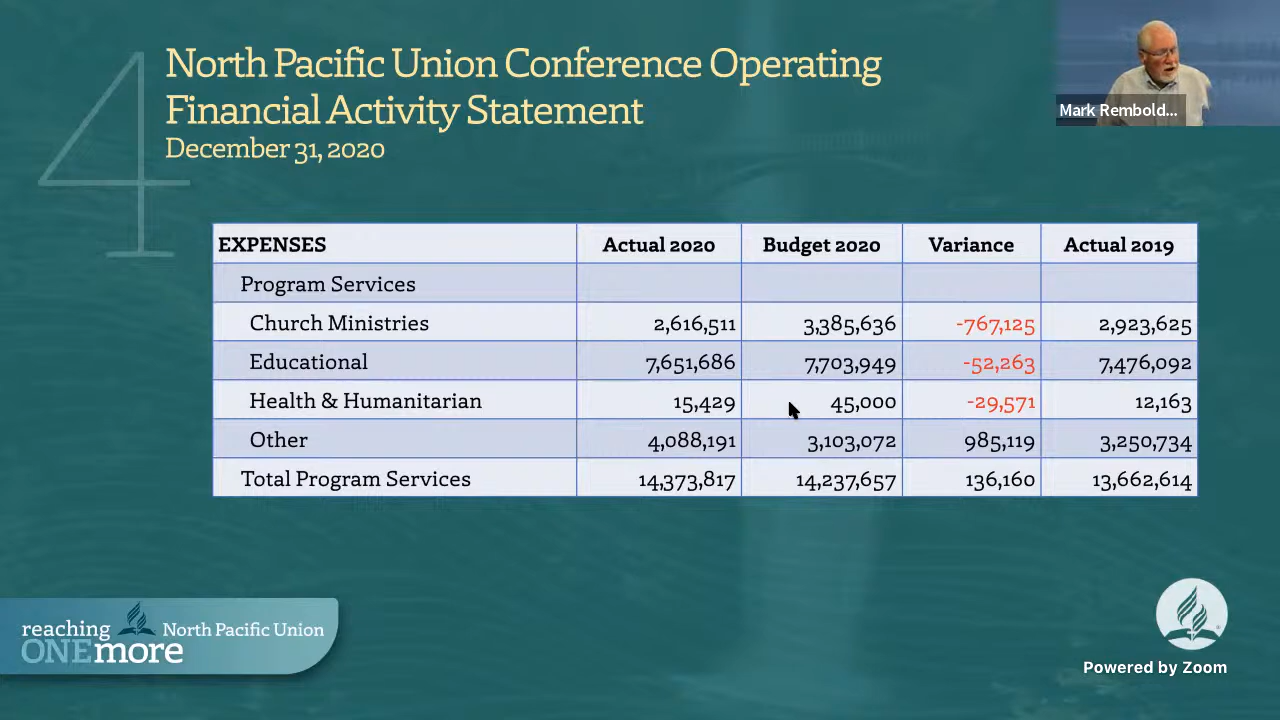 4
North Pacific Union Conference Operating
Financial Activity Statement
December 31, 2020
Mark Rembold...
EXPENSES Actual 2020 Budget 2020 Variance Actual 2019
Program Services
Church Ministries 2,616,511 3,385,636 -767,125 2,923,625
Educational 7,651,686 7,703,949 -52,263 7,476,092
Health & Humanitarian 15,429 45,000 -29,571 12,163
Other 4,088,191 3,103,072 985,119 3,250,734
Total Program Services 14,373,817 14,237,657 136,160 13,662,614
reaching North Pacific Union
ONEmore
Powered by Zoom